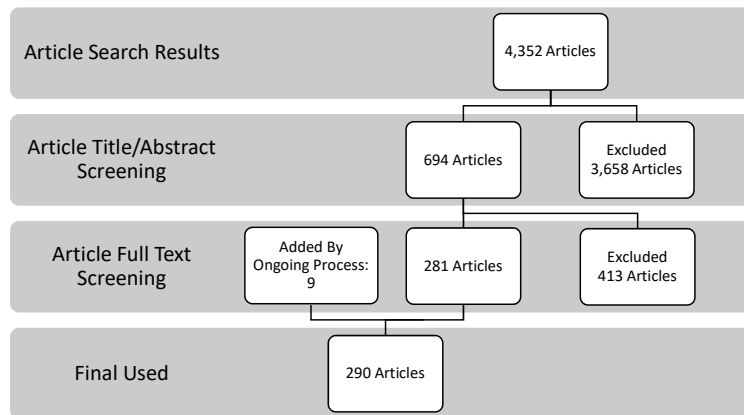 Article Search Results
4,352 Articles
Article Title/Abstract
Screening
694 Articles
Excluded
3,658 Articles
Article Full Text
Screening
Added By
Ongoing Process:
9
281 Articles
Excluded
413 Articles
Final Used
290 Articles